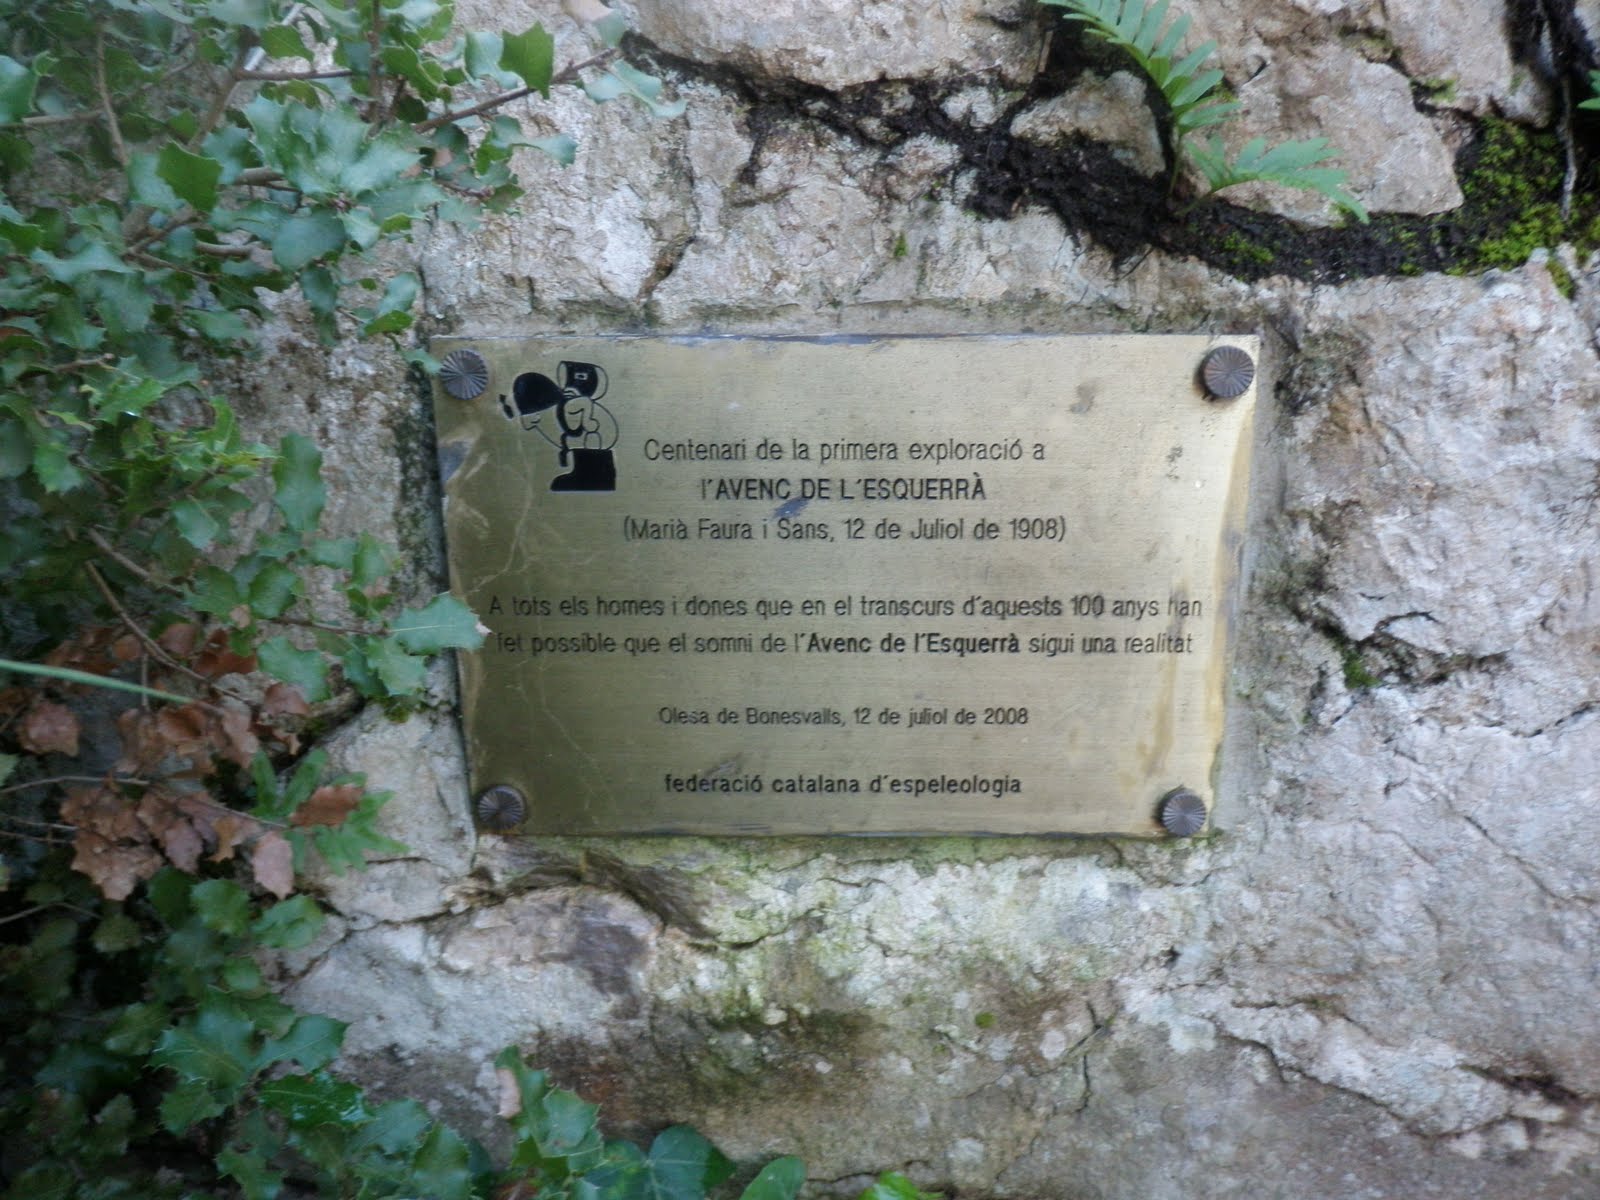 Centenari de la primera exploració a
l'AVENC DE L'ESQUERRÀ
(Marià Faura i Sans, 12 de Juliol de 1908)
A tots els homes i dones que en el transcurs d'aquests 100 anys han
fet possible que el somni de l'Avenc de l'Esquerrà sigui una realitat
Olesa de Bonesvalls, 12 de juliol de 2008
federació catalana d'espeleologia